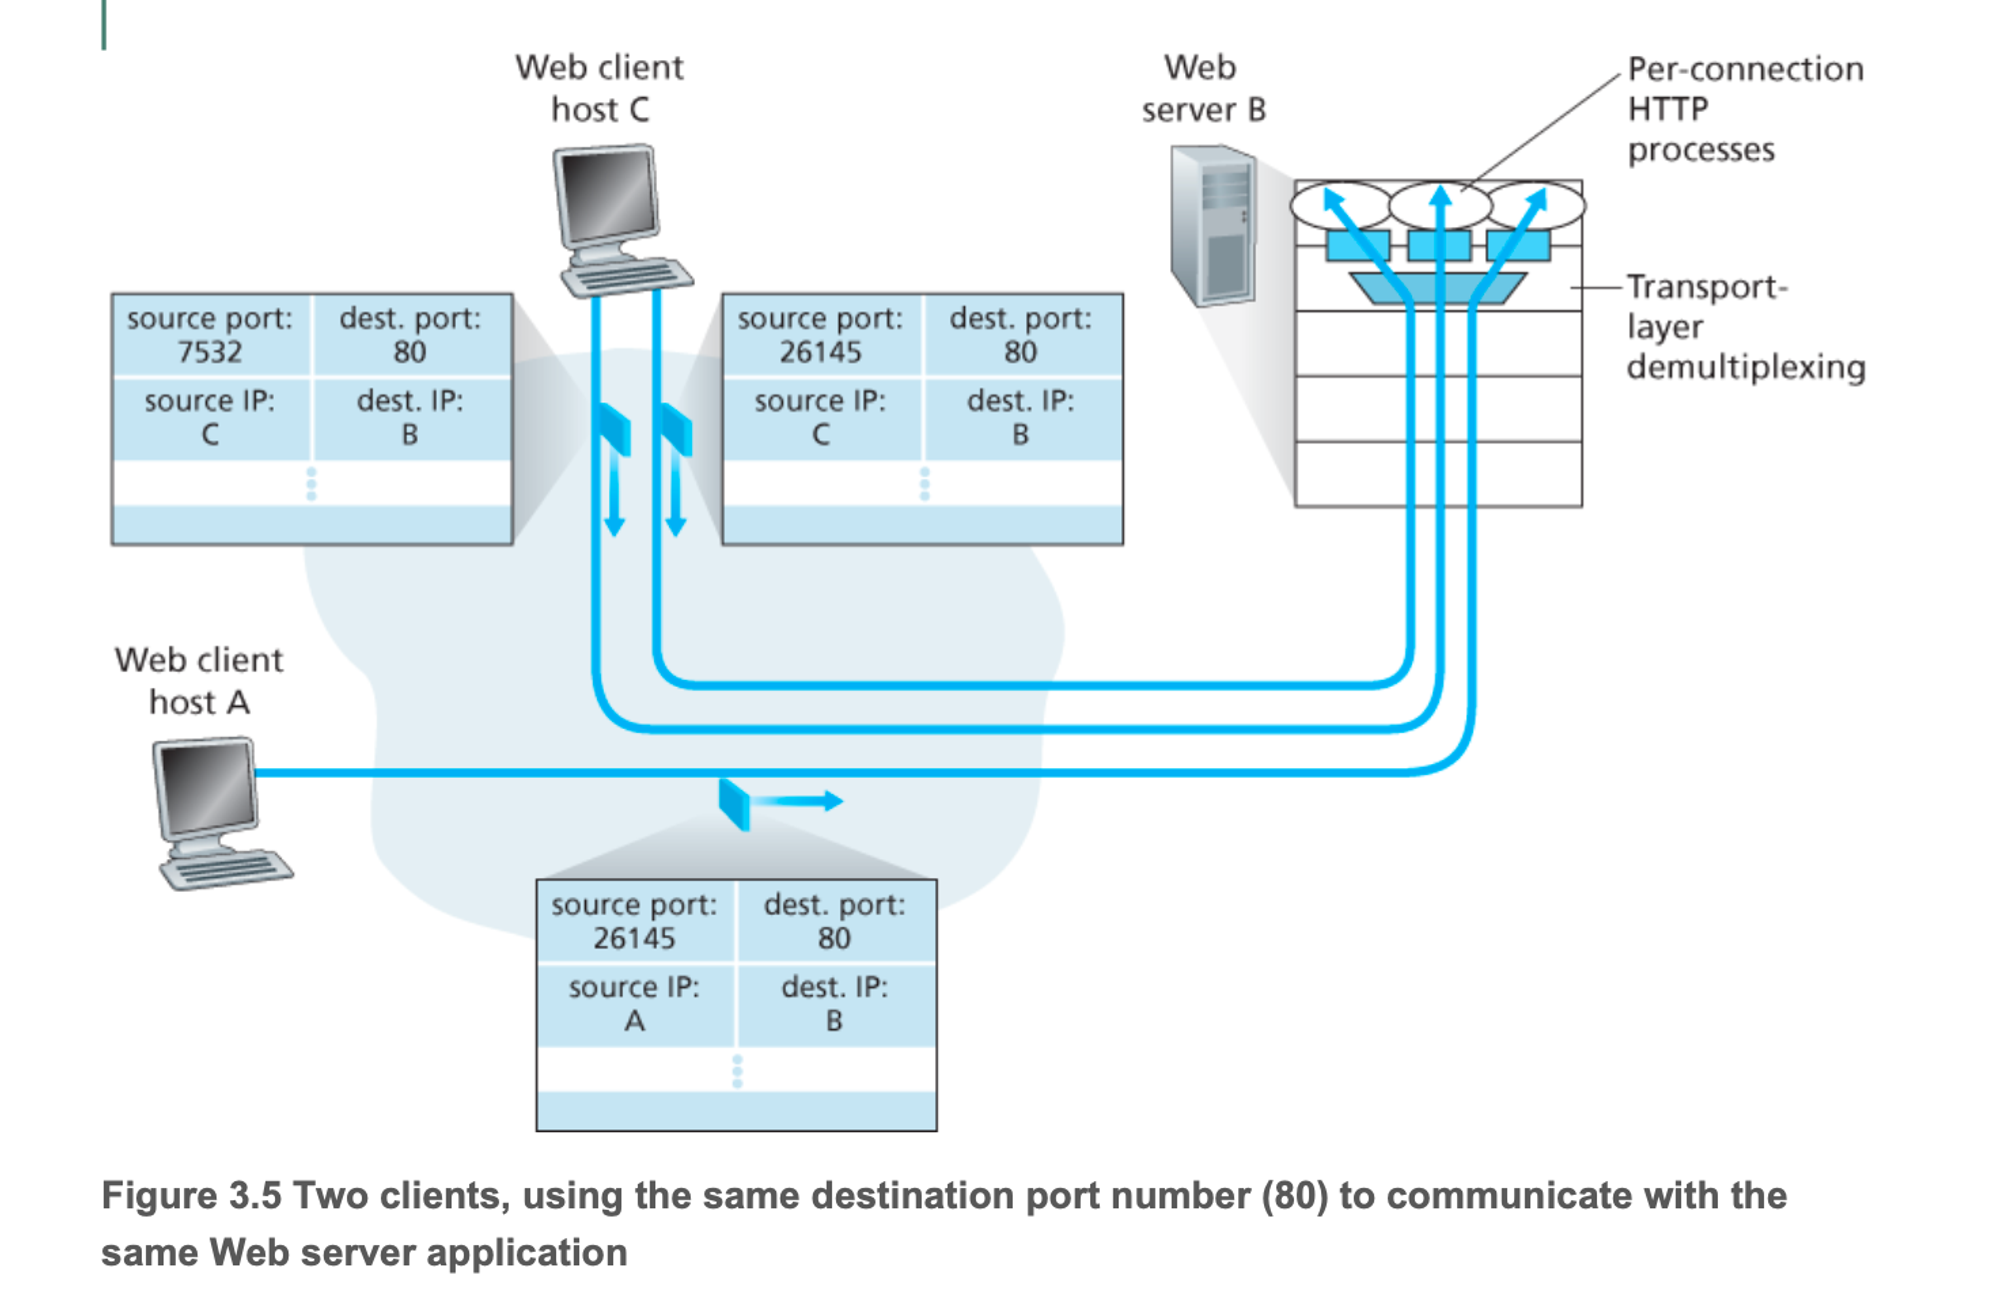 Web client
host C
Web
server B
Per-connection
HTTP
processes
Transport-
layer
demultiplexing
source port:
7532
dest. port:
80
source IP:
C
dest. IP:
B
source port:
26145
dest. port:
80
source IP:
C
dest. IP:
B
Web client
host A
source port:
26145
dest. port:
80
source IP:
A
dest. IP:
B
Figure 3.5 Two clients, using the same destination port number (80) to communicate with the
same Web server application